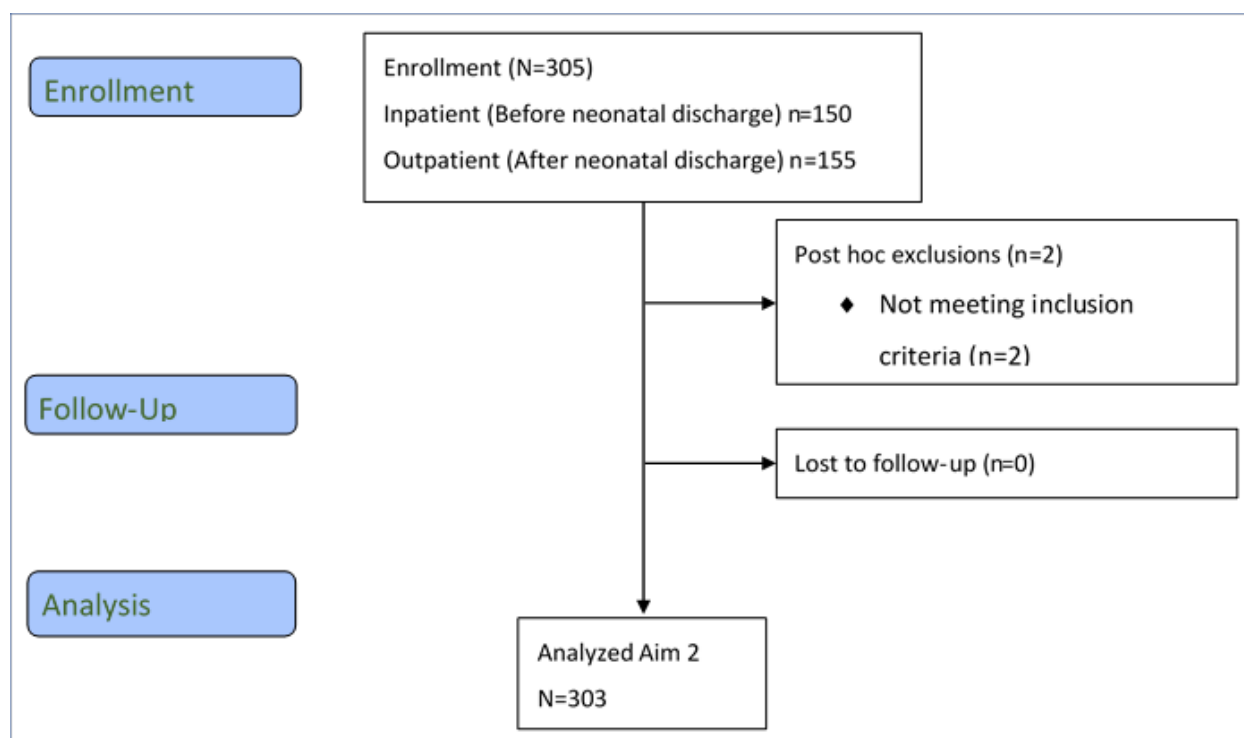 Enrollment
Enrollment (N=305)
Inpatient (Before neonatal discharge) n=150
Outpatient (After neonatal discharge) n=155
Post hoc exclusions (n=2)
♦ Not meeting inclusion
criteria (n=2)
Follow-Up
Lost to follow-up (n=0)
Analysis
Analyzed Aim 2
N=303